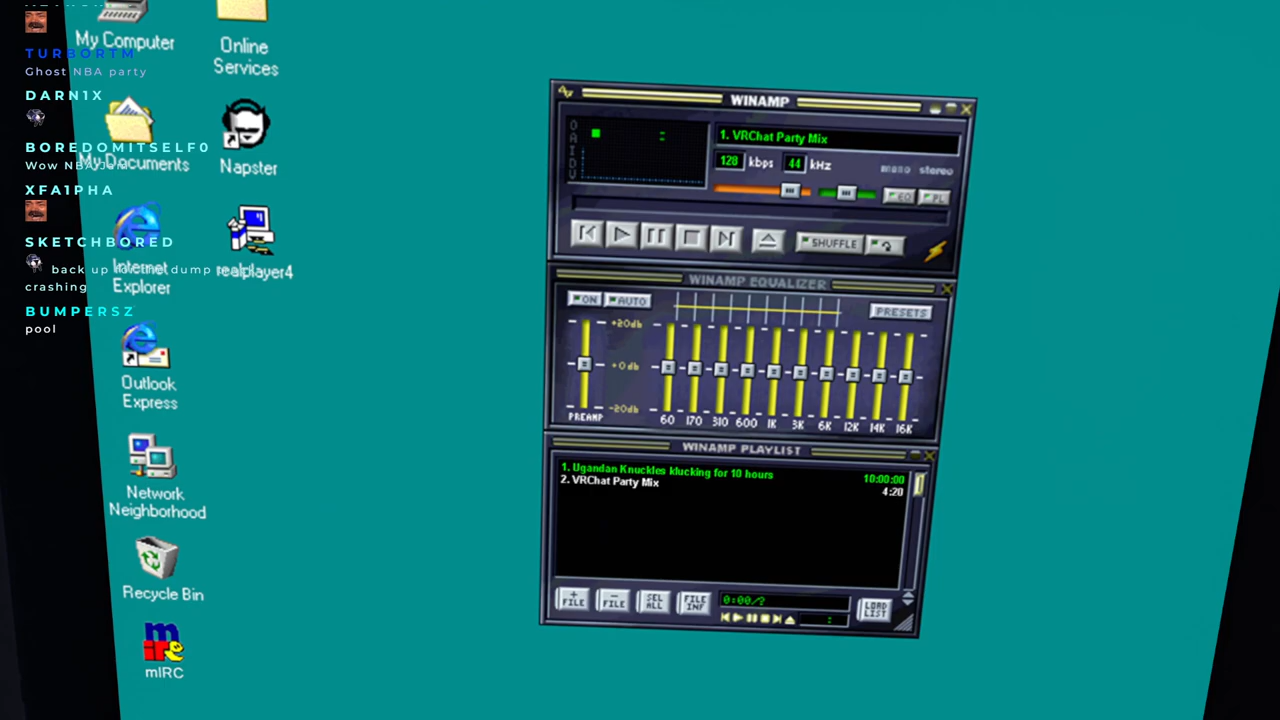 TURBORTM
Ghost NBA party
DARN1X
BOREDOMITSELF0
XFA1PHA
SKETCHBORED
back up
dump
crashing
BUMPERSZ
pool
My Computer
Online
Services
My Documents
Napster
Internet
Explorer
realplayer4
Outlook
Express
Network
Neighborhood
Recycle Bin
mIRC
WINAMP
1. VRChat Party Mix
128 kbps 44 kHz
mono stereo
EQ PL
SHUFFLE
WINAMP EQUALIZER
ON AUTO
PRESETS
+20db
+0db
-20db
PREAMP 60 170 310 600 1K 3K 6K 12K 14K 16K
WINAMP PLAYLIST
1. Ugandan Knuckles klucking for 10 hours 10:00:00
2. VRChat Party Mix 4:20
+ FILE
- FILE
SEL ALL
FILE INF
0:00/?
LOAD LIST